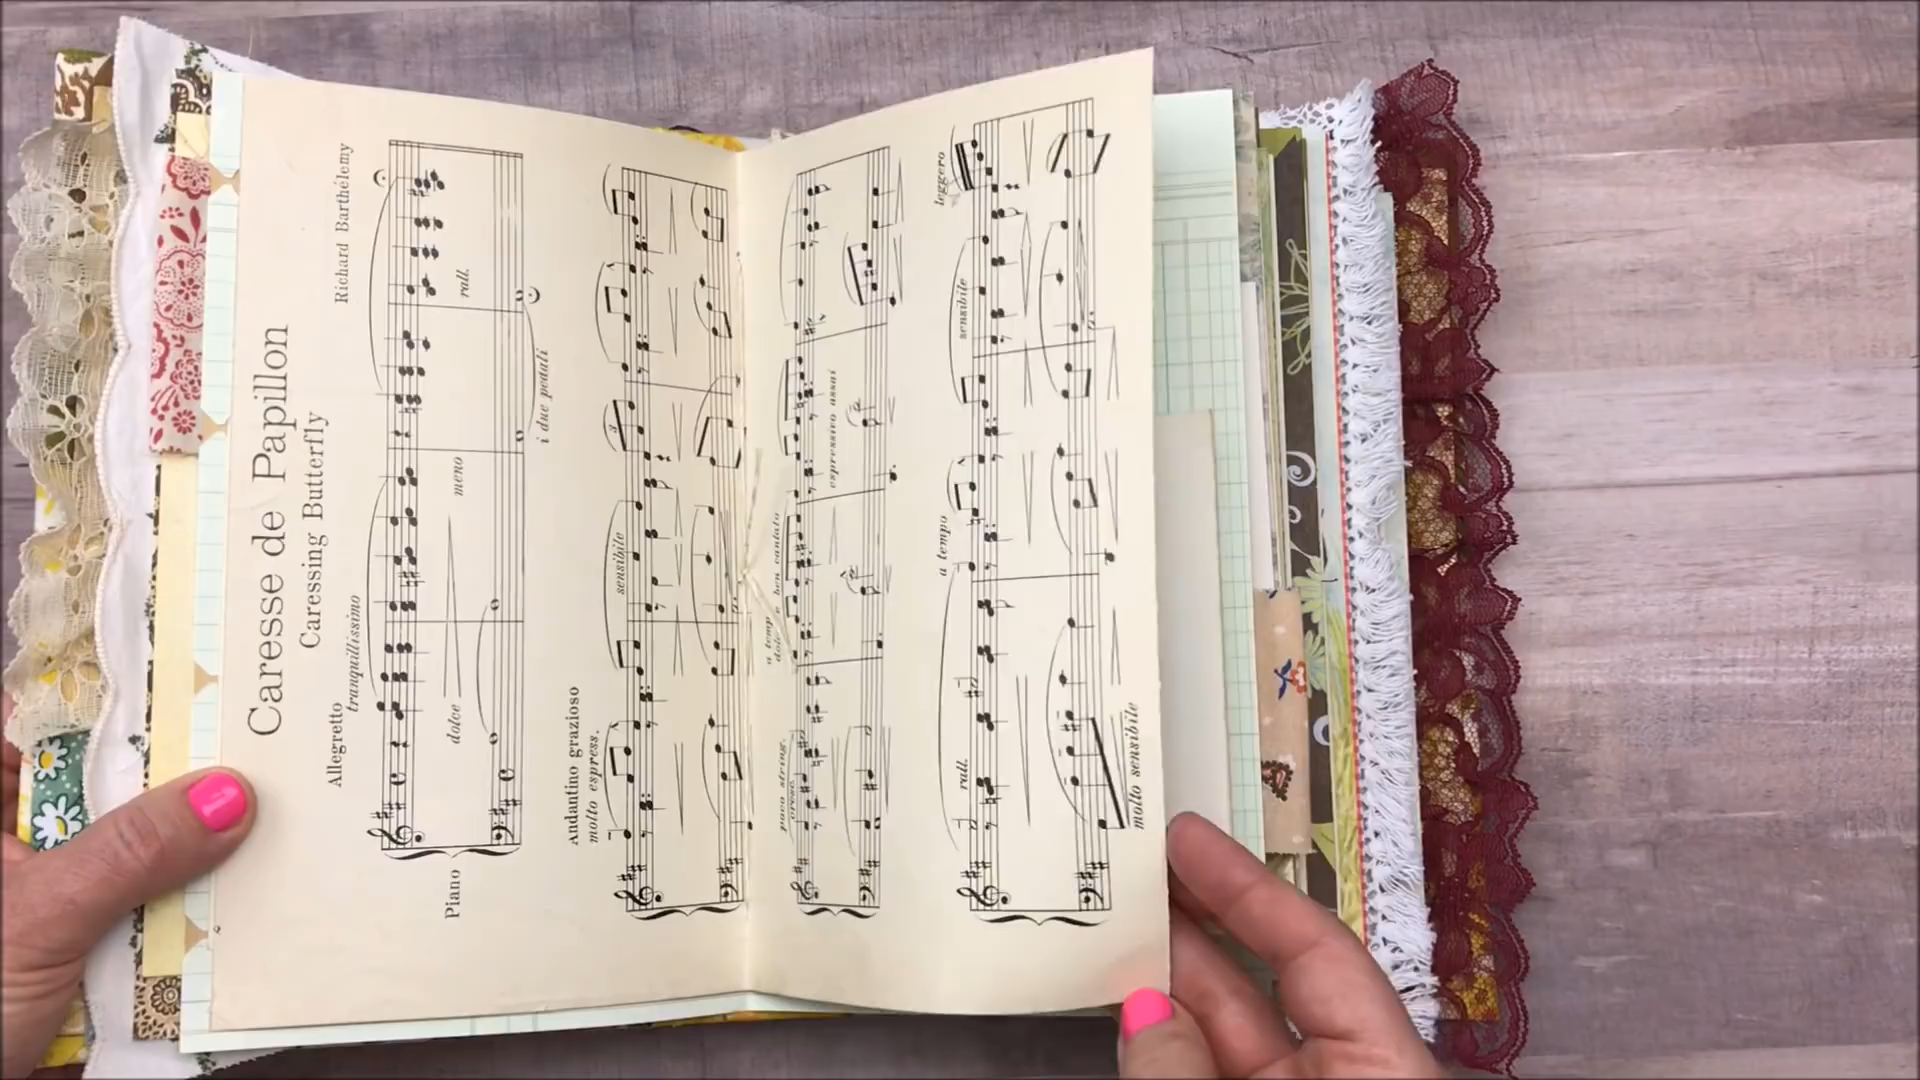 Caresse de Papillon
Caressing Butterfly
Richard Barthélemy
Allegretto
tranquillissimo
Piano
dolce
meno
rall.
i due pedali
Andantino grazioso
molto espress.
sensibile
3
poco string.
cresc.
a tempo
dolce e ben cantato
espressivo assai
rall.
a tempo
sensibile
leggero
molto sensibile